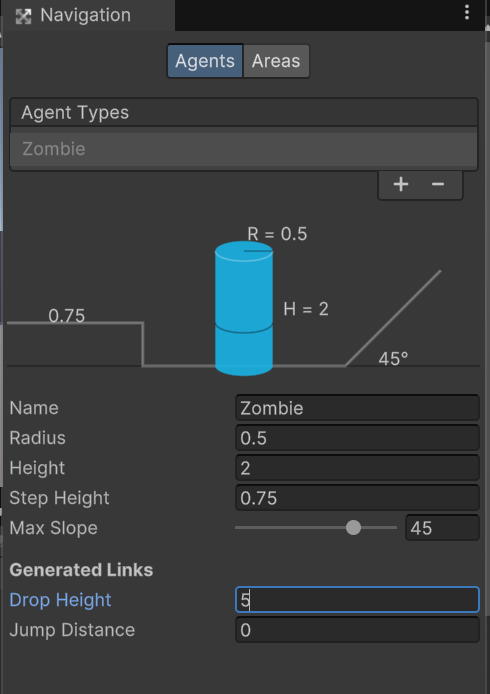 Navigation
Agents Areas
Agent Types
Zombie
R = 0.5
H = 2
0.75
45°
Name Zombie
Radius 0.5
Height 2
Step Height 0.75
Max Slope 45
Generated Links
Drop Height 5
Jump Distance 0